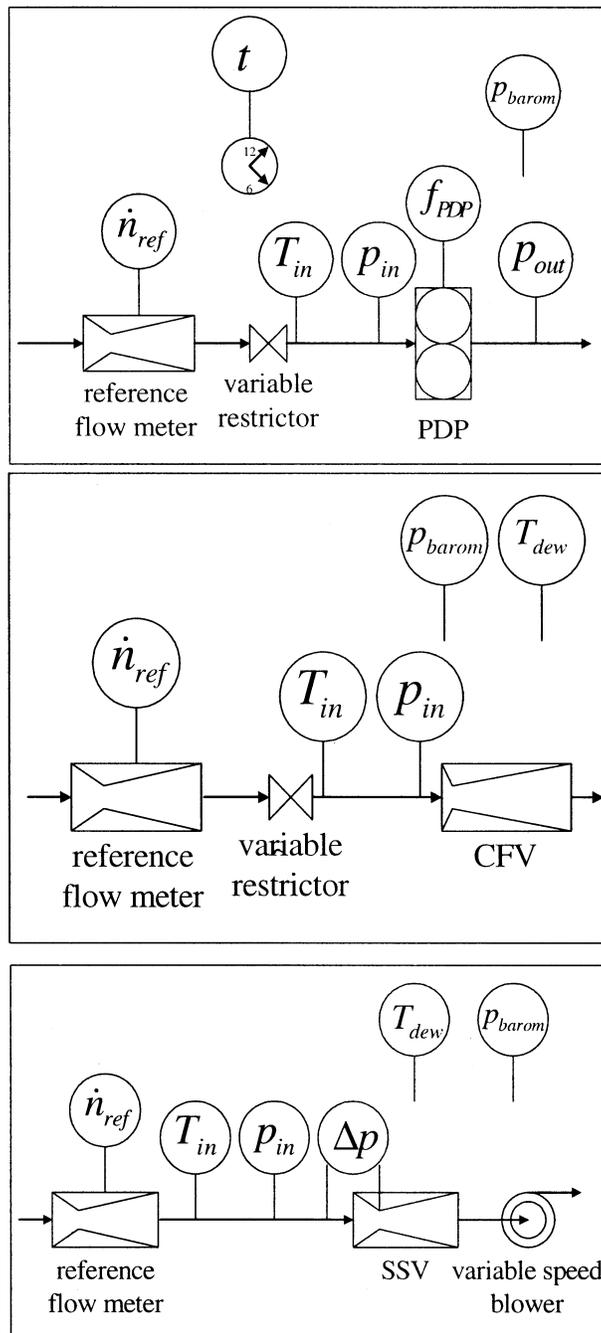 t
p_barom
12
6
f_PDP
ṅ_ref
T_in
p_in
p_out
reference
flow meter
variable
restrictor
PDP
p_barom
T_dew
ṅ_ref
T_in
p_in
reference
flow meter
variable
restrictor
CFV
T_dew
p_barom
ṅ_ref
T_in
p_in
Δp
reference
flow meter
SSV
variable speed
blower